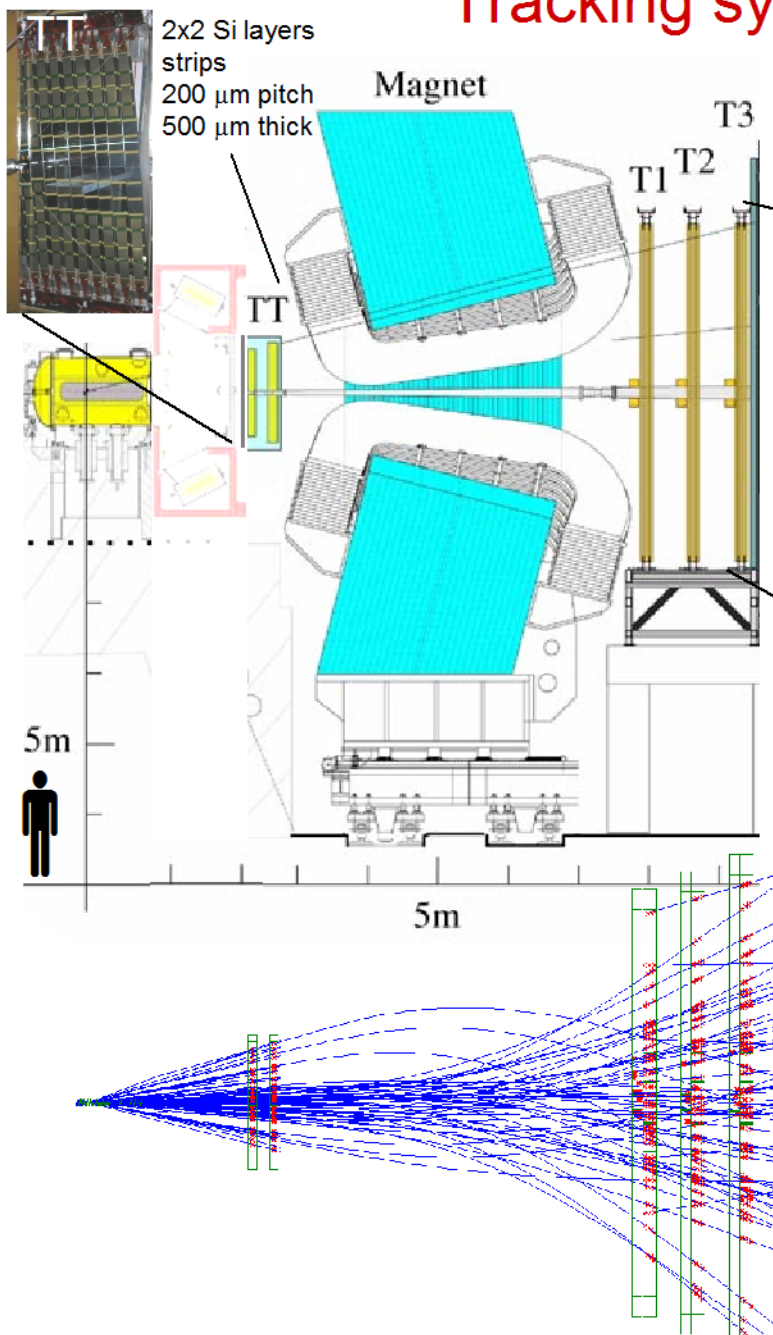 Tracking sy
TT
2x2 Si layers
strips
200 µm pitch
500 µm thick
Magnet
T3
T2
T1
TT
5m
5m